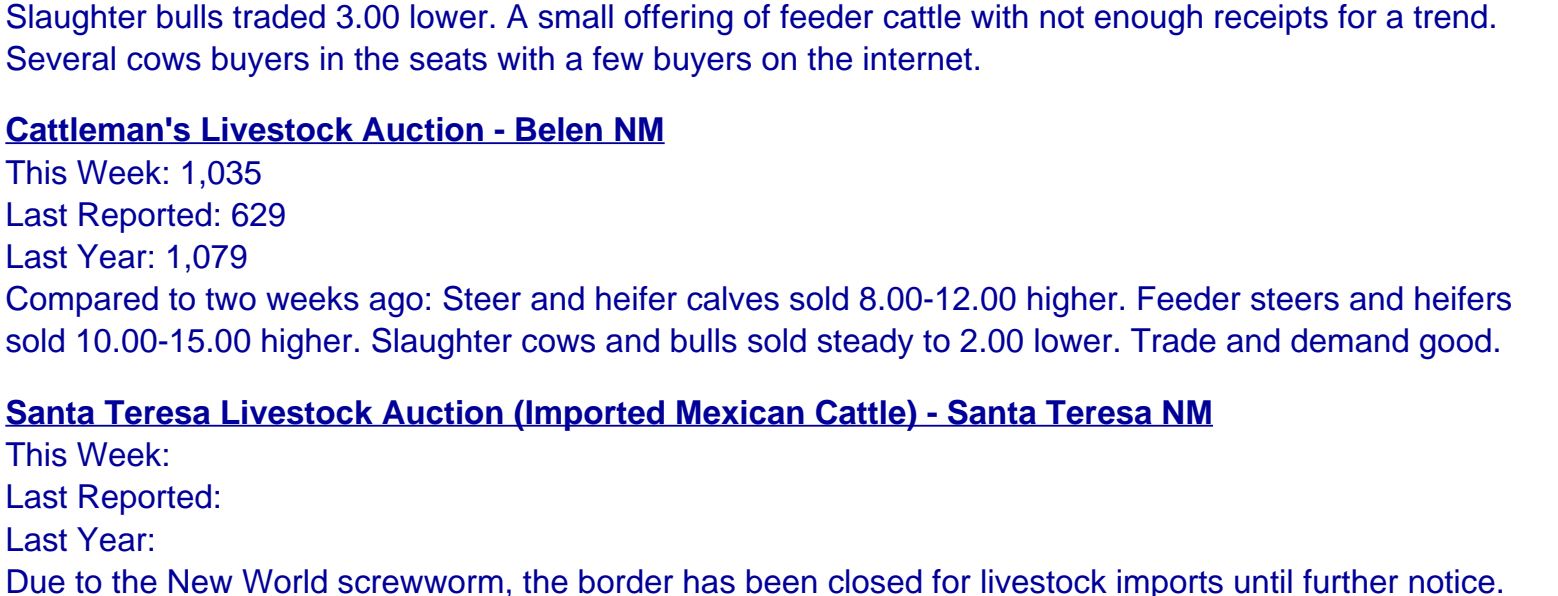 Slaughter bulls traded 3.00 lower. A small offering of feeder cattle with not enough receipts for a trend.
Several cows buyers in the seats with a few buyers on the internet.
Cattleman's Livestock Auction - Belen NM
This Week: 1,035
Last Reported: 629
Last Year: 1,079
Compared to two weeks ago: Steer and heifer calves sold 8.00-12.00 higher. Feeder steers and heifers
sold 10.00-15.00 higher. Slaughter cows and bulls sold steady to 2.00 lower. Trade and demand good.
Santa Teresa Livestock Auction (Imported Mexican Cattle) - Santa Teresa NM
This Week:
Last Reported:
Last Year:
Due to the New World screwworm, the border has been closed for livestock imports until further notice.